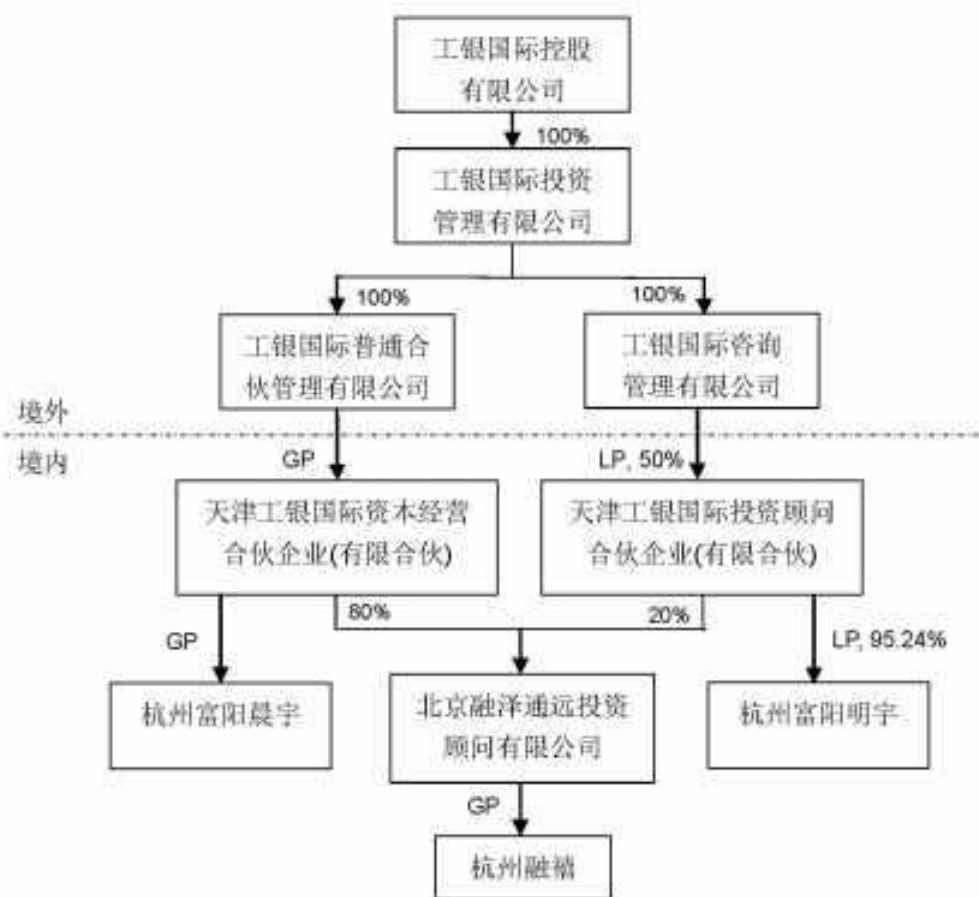 工银国际控股
有限公司
100%
工银国际投资
管理有限公司
100%
100%
工银国际普通合
伙管理有限公司
工银国际咨询
管理有限公司
境外
境内
GP
LP, 50%
天津工银国际资本经营
合伙企业(有限合伙)
天津工银国际投资顾问
合伙企业(有限合伙)
80%
20%
GP
LP, 95.24%
杭州富阳晨宇
北京融泽通远投资
顾问有限公司
杭州富阳明宇
GP
杭州融禧